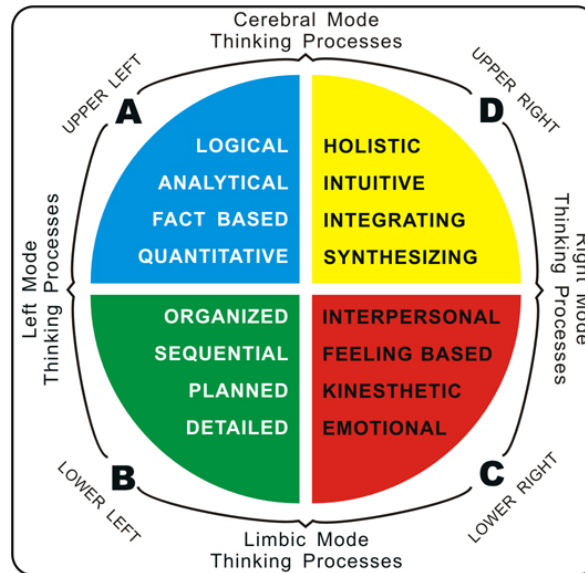 Cerebral Mode
Thinking Processes
UPPER LEFT
UPPER RIGHT
A
D
LOGICAL
ANALYTICAL
FACT BASED
QUANTITATIVE
HOLISTIC
INTUITIVE
INTEGRATING
SYNTHESIZING
Left Mode
Thinking Processes
Right Mode
Thinking Processes
ORGANIZED
SEQUENTIAL
PLANNED
DETAILED
INTERPERSONAL
FEELING BASED
KINESTHETIC
EMOTIONAL
B
C
LOWER LEFT
LOWER RIGHT
Limbic Mode
Thinking Processes